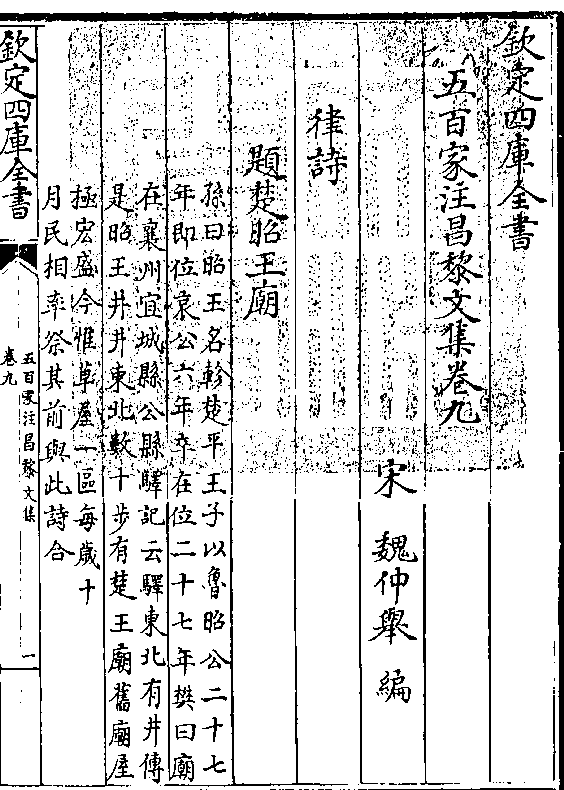 欽定四庫全書
五百家注昌黎文集卷九
宋 魏仲舉 編
律詩
題楚昭王廟
孫曰昭王名軫楚平王子以魯昭公二十七
年即位哀公六年卒在位二十七年樊曰廟
在襄州宜城縣公縣驛記云驛東北有井傳
是昭王井井東北數十步有楚王廟舊廟屋
極宏盛今惟草屋一區每歲十
月民相率祭其前與此詩合
欽定四庫全書
五百家注昌黎文集
卷九
一